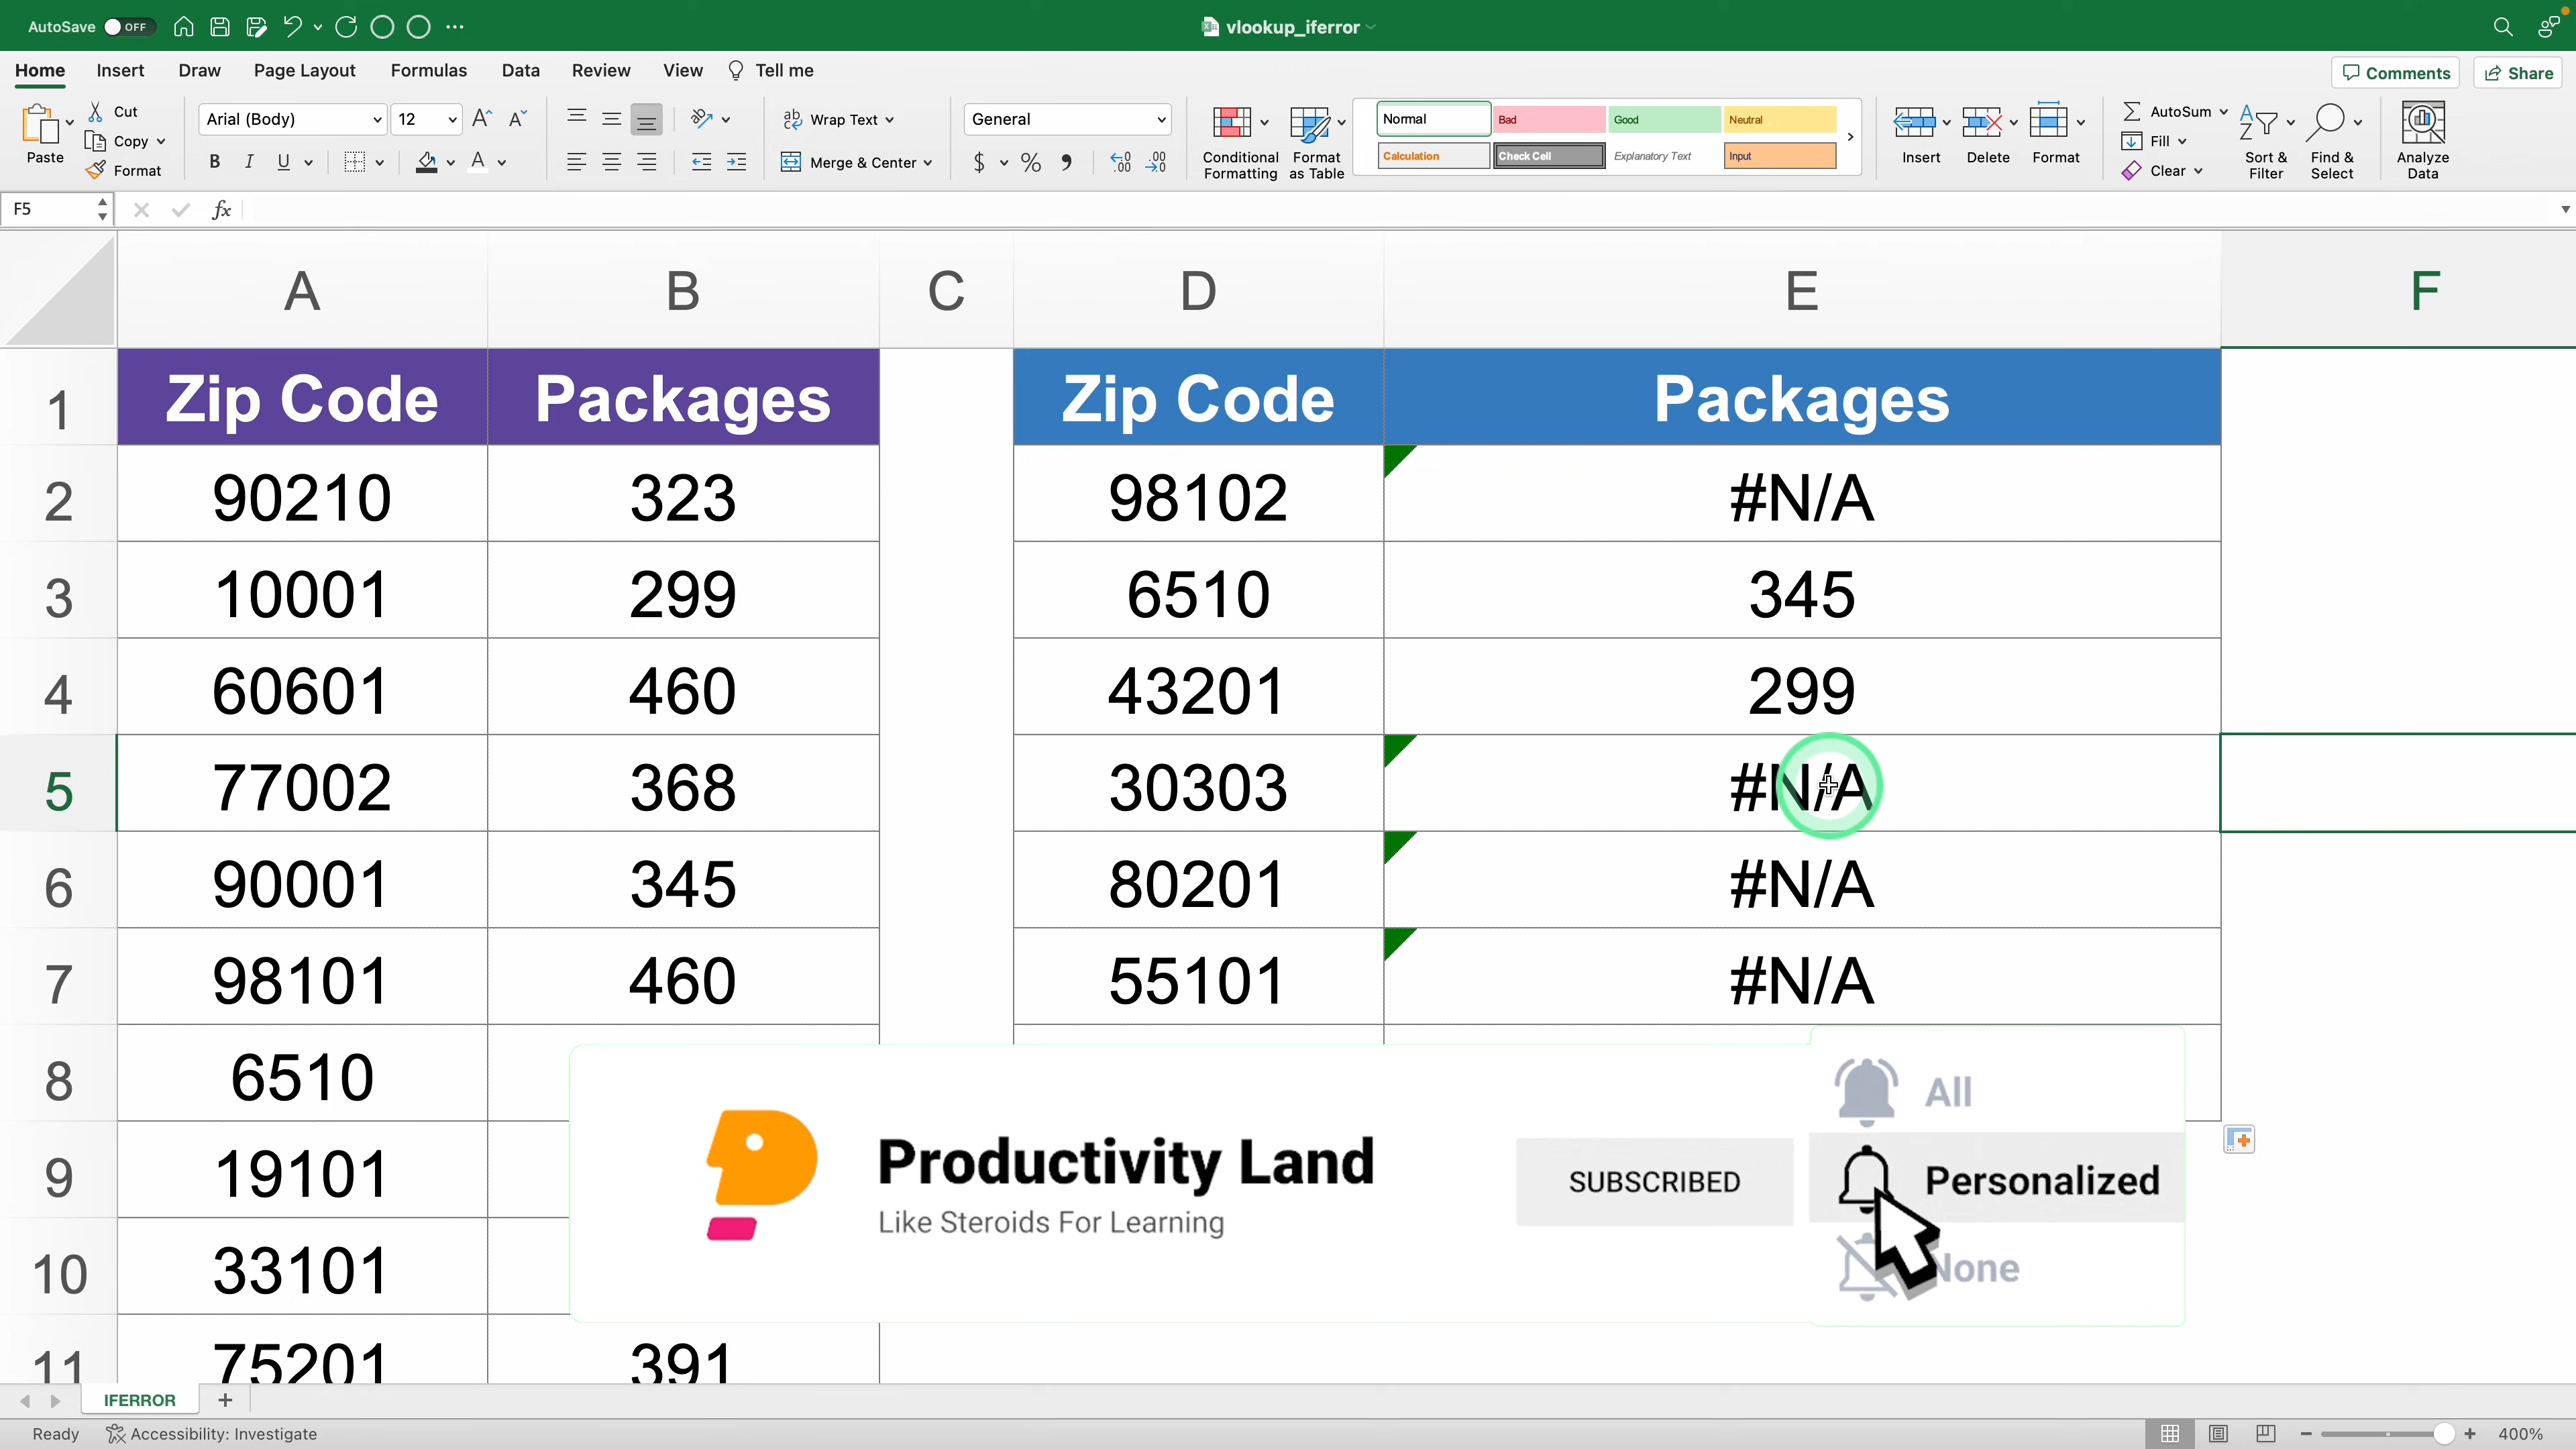 AutoSave OFF
vlookup_iferror
Home Insert Draw Page Layout Formulas Data Review View Tell me
Comments Share
Paste
Cut
Copy
Format
Arial (Body) 12
B I U
Wrap Text
Merge & Center
General
$ %
Conditional Formatting
Format as Table
Normal Bad Good Neutral
Calculation Check Cell Explanatory Text Input
Insert Delete Format
AutoSum
Fill
Clear
Sort & Filter
Find & Select
Analyze Data
F5
fx
A B C D E F
1 Zip Code Packages Zip Code Packages
2 90210 323 98102 #N/A
3 10001 299 6510 345
4 60601 460 43201 299
5 77002 368 30303 #N/A
6 90001 345 80201 #N/A
7 98101 460 55101 #N/A
8 6510
9 19101
10 33101
11 75201 391
Productivity Land
Like Steroids For Learning
SUBSCRIBED
All
Personalized
None
IFERROR
Ready Accessibility: Investigate
400%